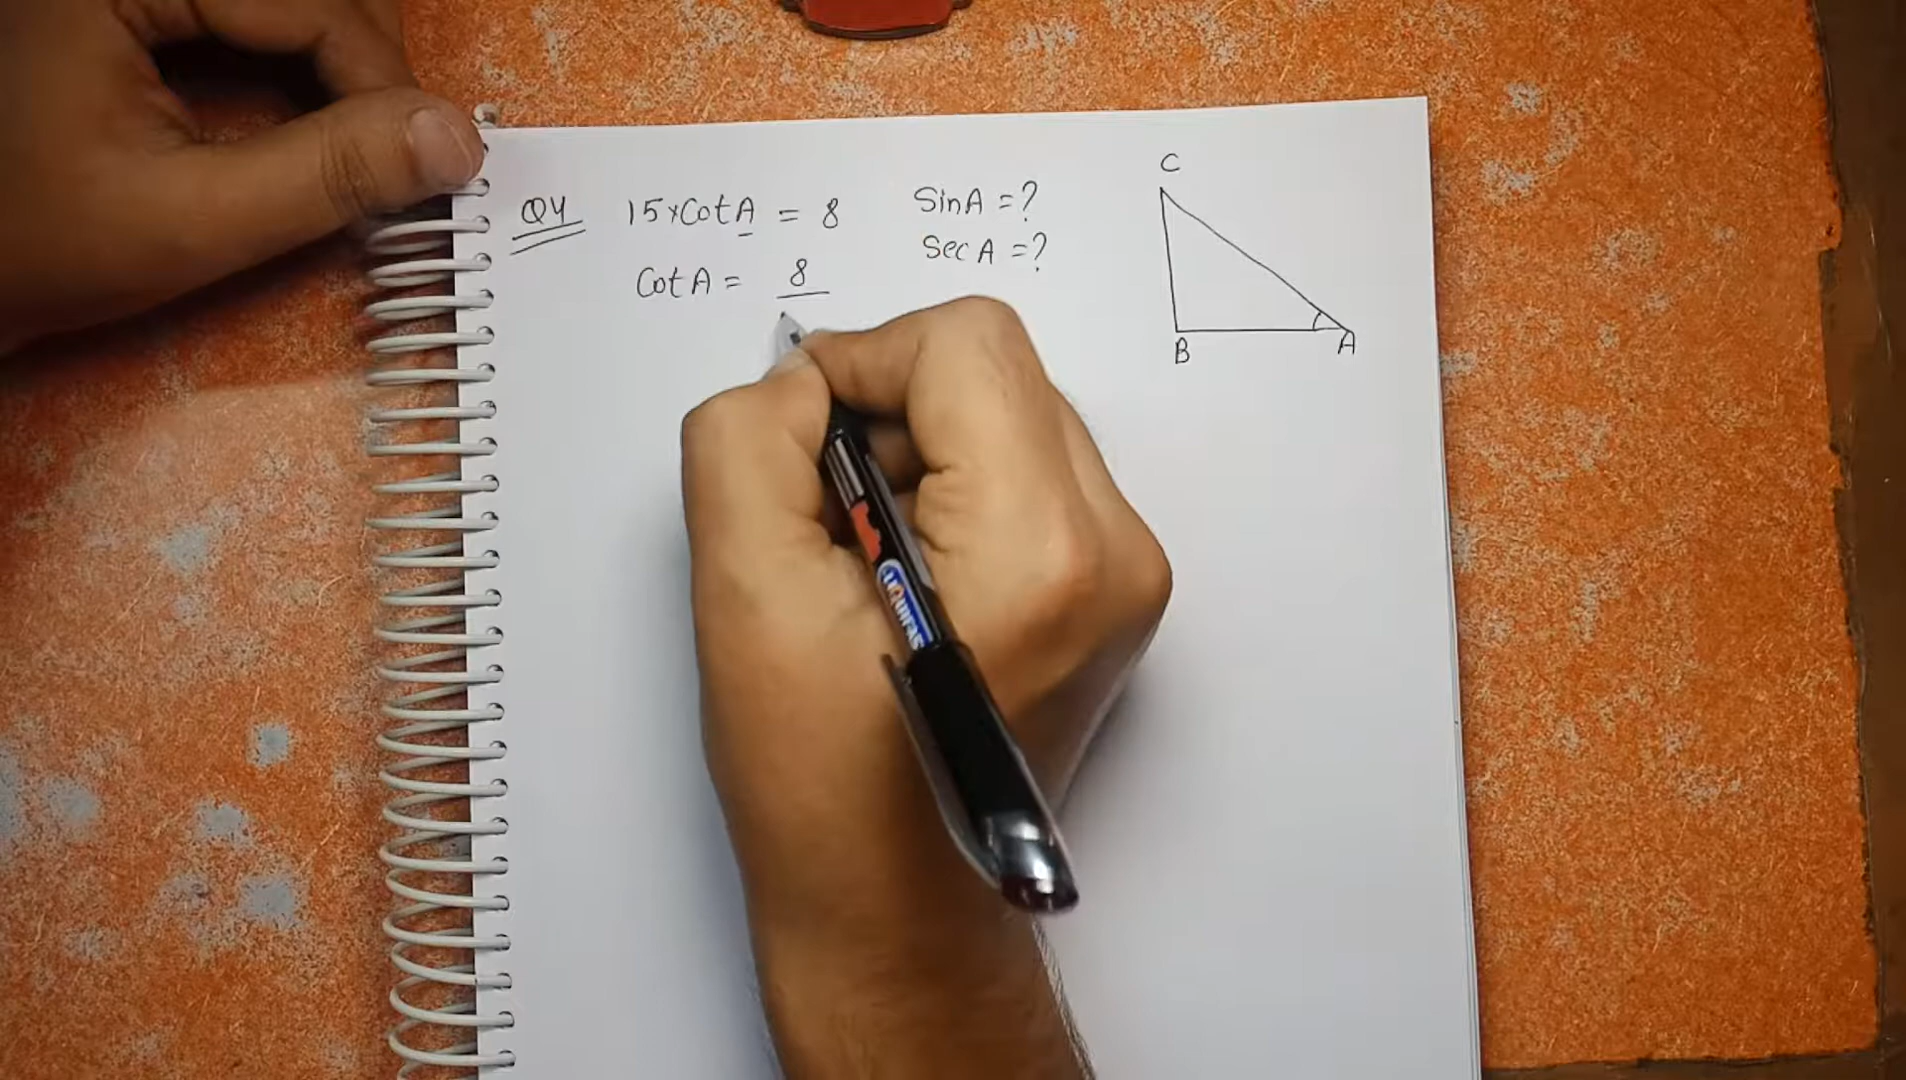 Q4 15×CotA = 8
CotA = 8
SinA = ?
SecA = ?
C
B
A